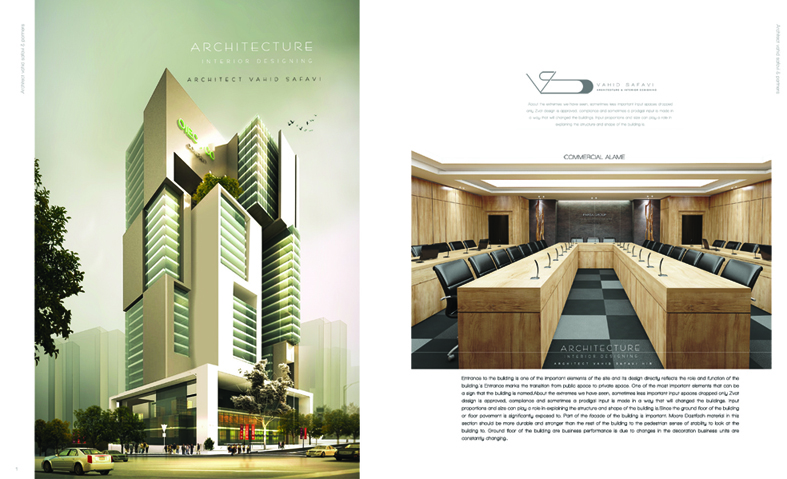 ARCHITECTURE
INTERIOR DESIGNING
ARCHITECT VAHID SAFAVI
VAHID SAFAVI
ARCHITECTURE & INTERIOR DESIGNING
About the extremes we have seen, sometimes less important input spaces dropped
only Zvat design is approved, compliance and sometimes a prodigal input is made in
a way that will changed the buildings. Input proportions and size can play a role in
explaining the structure and shape of the building is.
COMMERCIAL ALAME
ARCHITECTURE
INTERIOR DESIGNING
ARCHITECT VAHID SAFAVI
Entrance to the building is one of the important elements of the site and its design directly reflects the role and function of the
building is Entrance marks the transition from public space to private space. One of the most important elements that can be
a sign that the building is named.About the extremes we have seen, sometimes less important input spaces dropped only Zvat
design is approved, compliance and sometimes a prodigal input is made in a way that will changed the buildings. Input
proportions and size can play a role in explaining the structure and shape of the building is.Since the ground floor of the building
or floor pavement is significantly exposed to. Part of the facade of the building is important. Moore Dastfash material in this
section should be more durable and stronger than the rest of the building to the pedestrian sense of stability to look at the
building to. Ground floor of the building are business performance is due to changes in the decoration business units are
constantly changing..